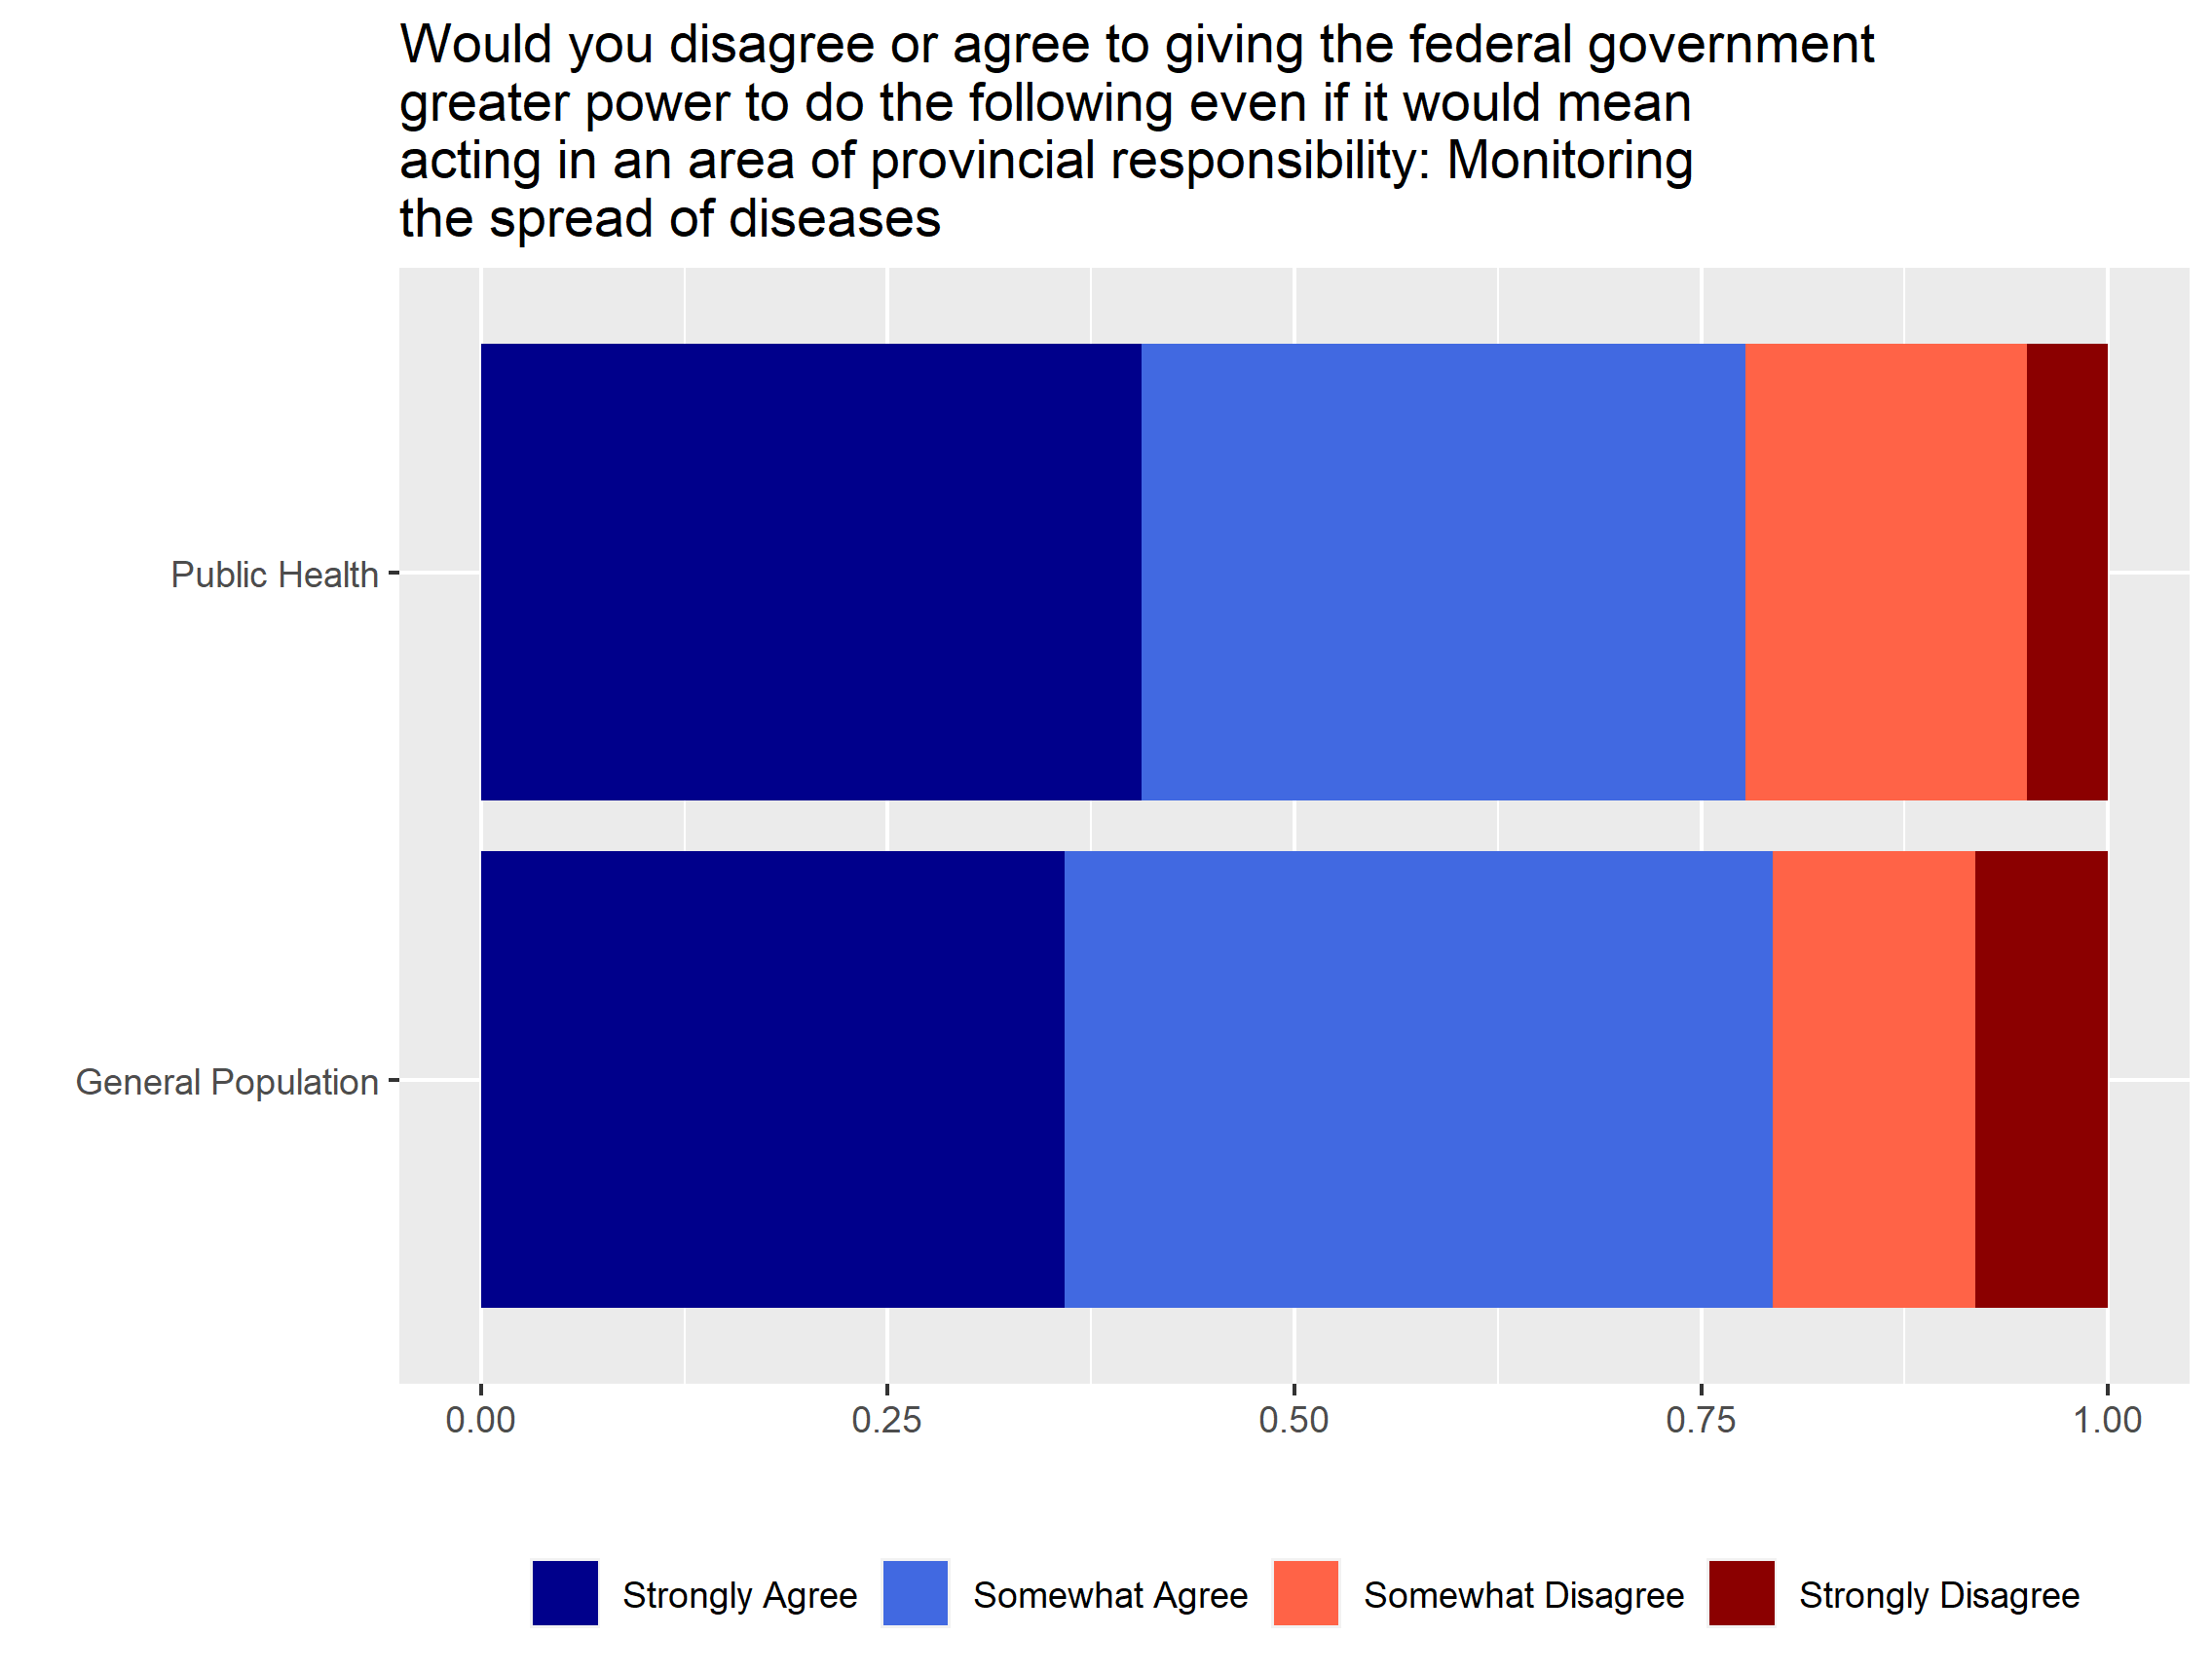 Would you disagree or agree to giving the federal government
greater power to do the following even if it would mean
acting in an area of provincial responsibility: Monitoring
the spread of diseases
Public Health
General Population
0.00 0.25 0.50 0.75 1.00
Strongly Agree Somewhat Agree Somewhat Disagree Strongly Disagree